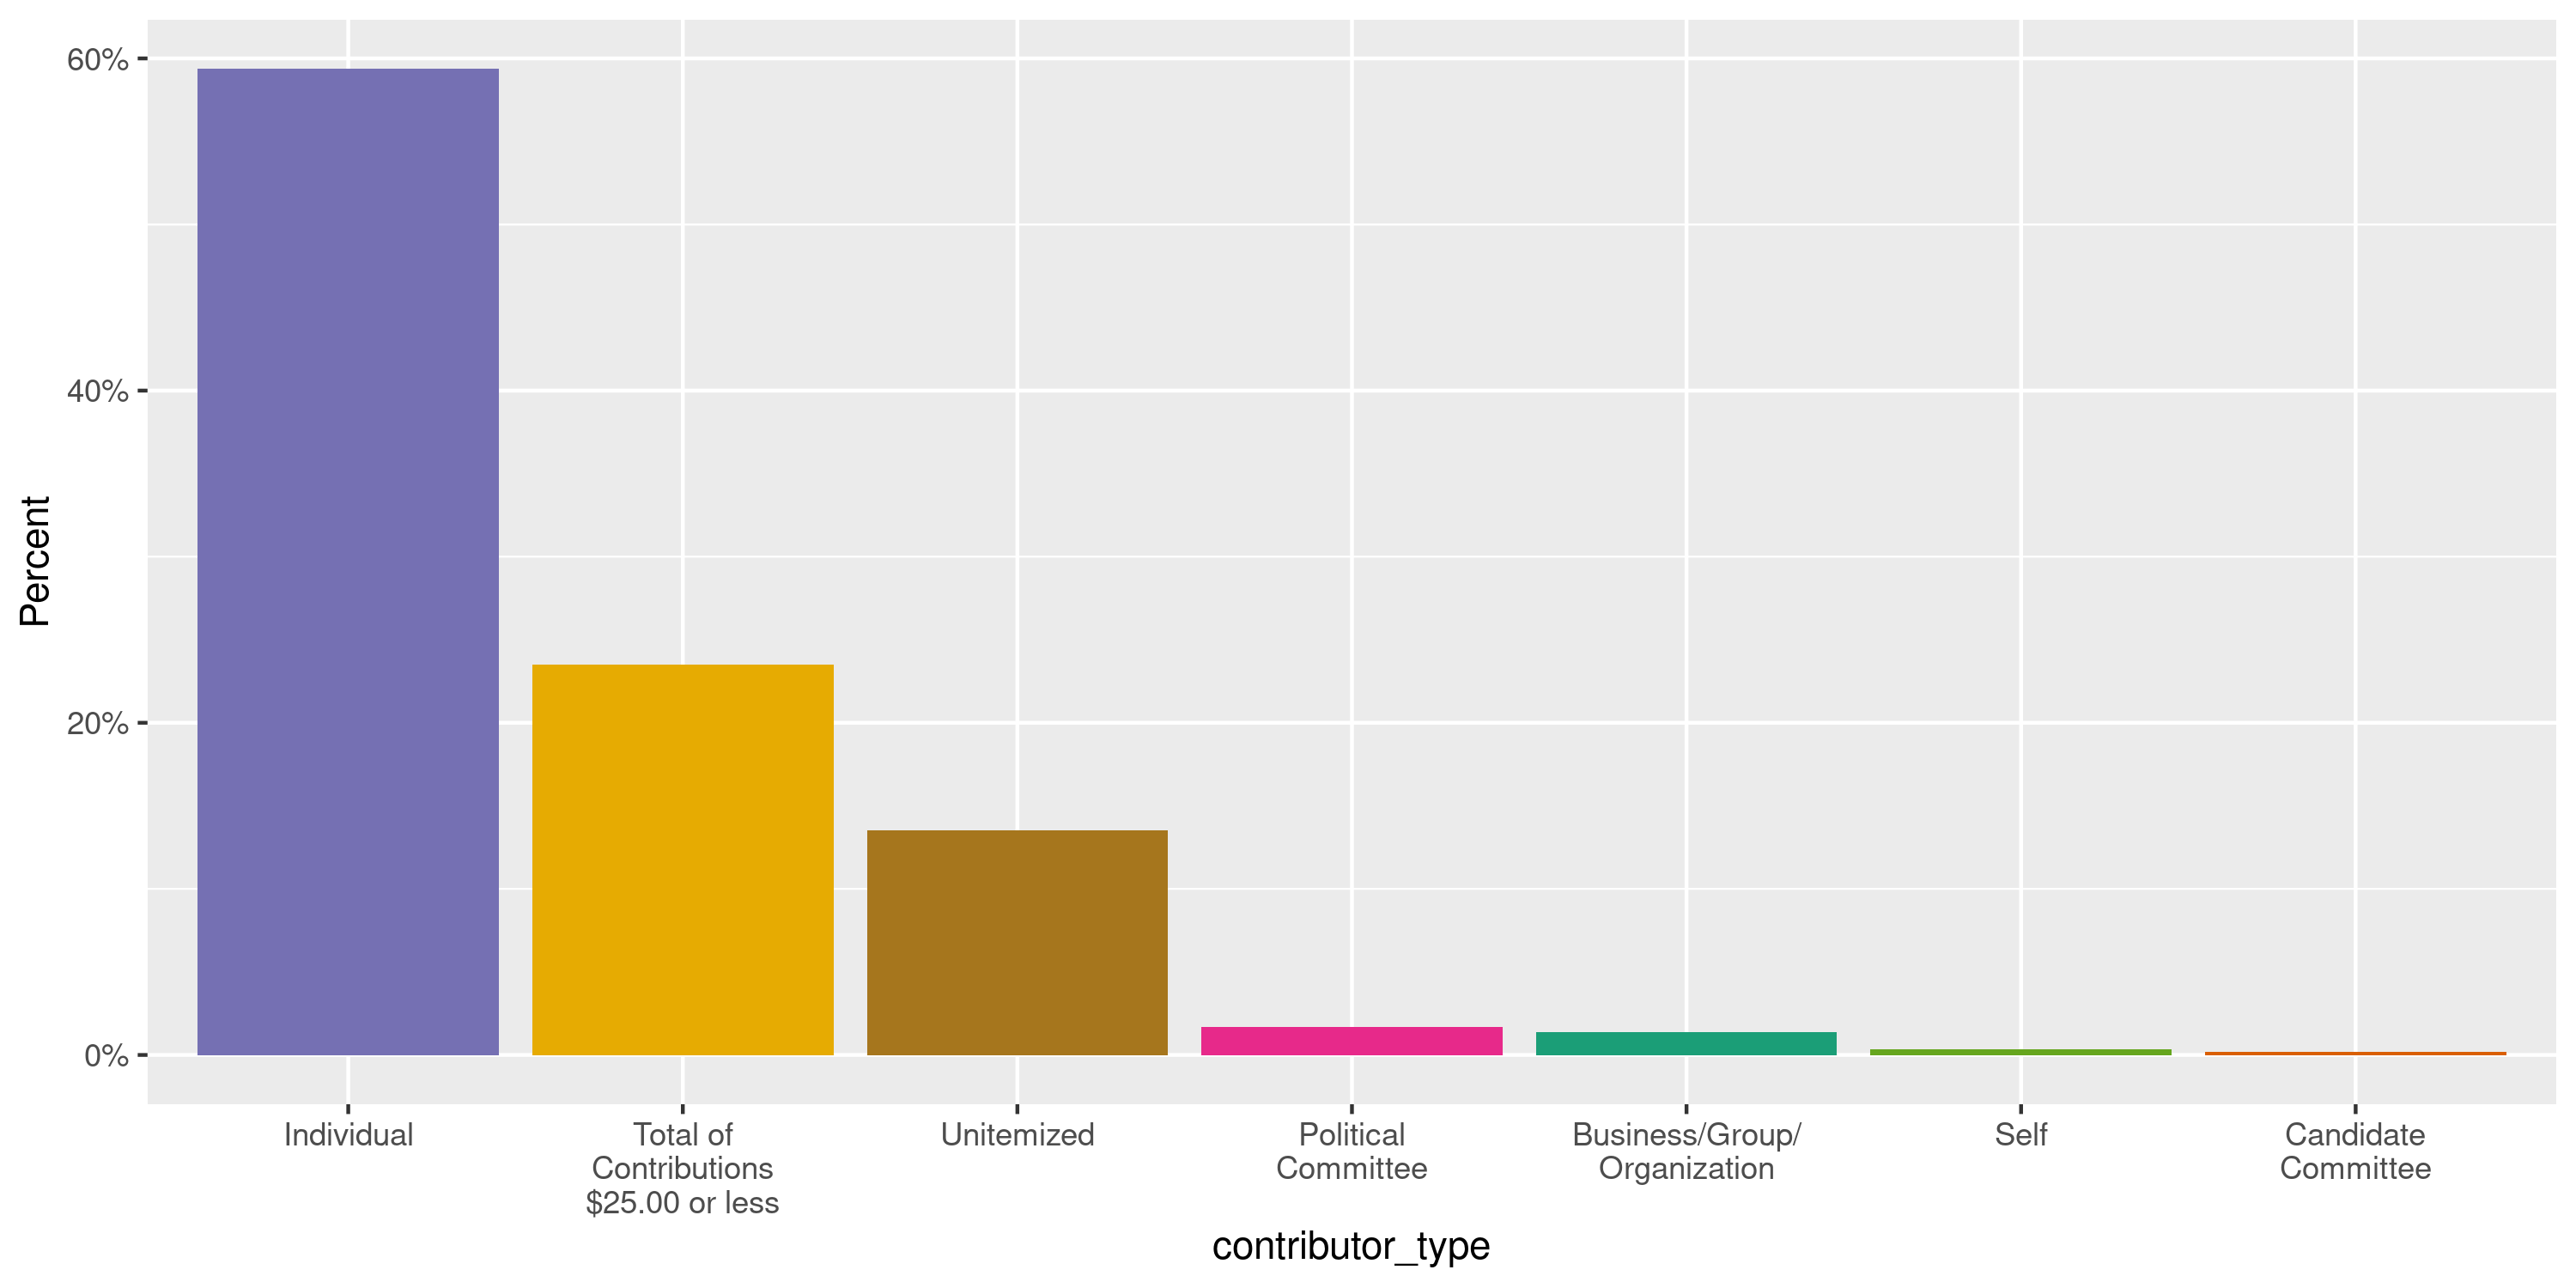 60%
40%
20%
0%
Percent
Individual
Total of
Contributions
$25.00 or less
Unitemized
Political
Committee
Business/Group/
Organization
Self
Candidate
Committee
contributor_type